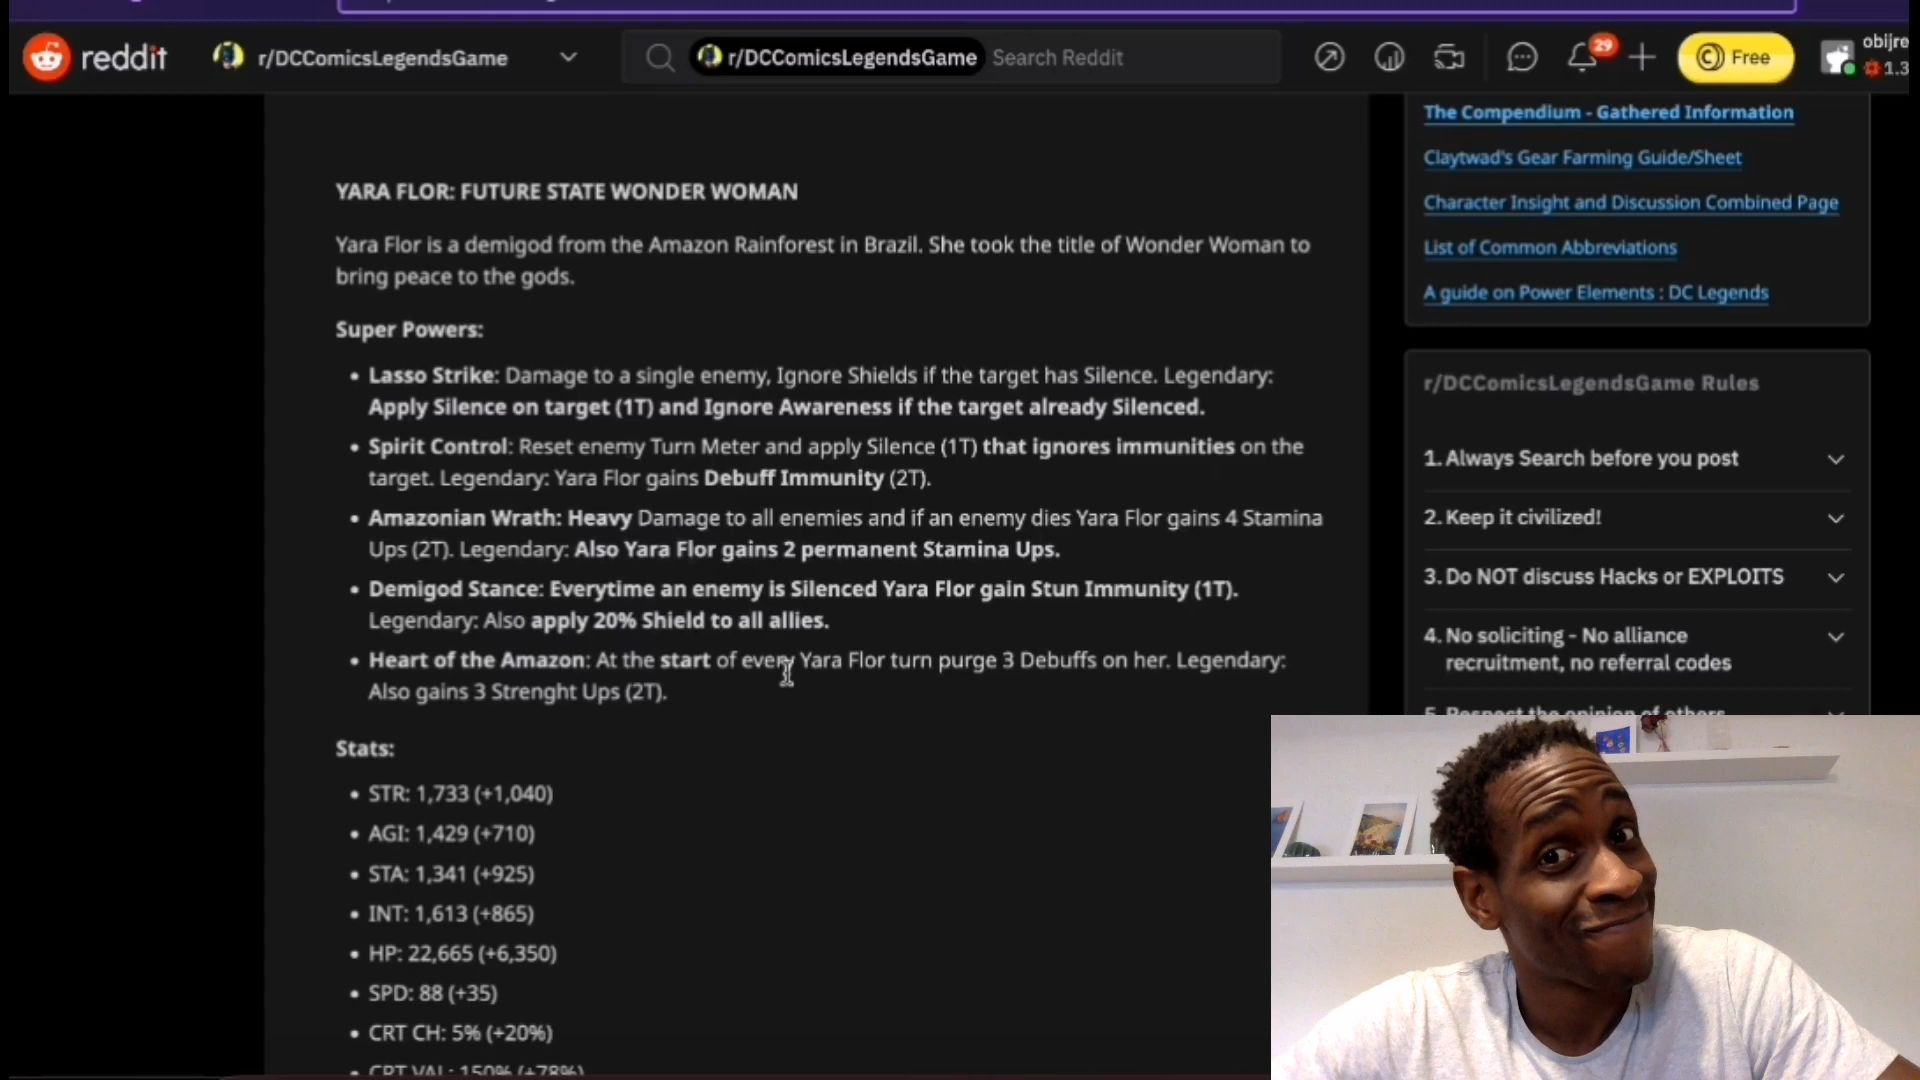 reddit
r/DCComicsLegendsGame
r/DCComicsLegendsGame Search Reddit
29
Free
obijre
1.3
YARA FLOR: FUTURE STATE WONDER WOMAN
Yara Flor is a demigod from the Amazon Rainforest in Brazil. She took the title of Wonder Woman to
bring peace to the gods.
Super Powers:
• Lasso Strike: Damage to a single enemy, Ignore Shields if the target has Silence. Legendary:
Apply Silence on target (1T) and Ignore Awareness if the target already Silenced.
• Spirit Control: Reset enemy Turn Meter and apply Silence (1T) that ignores immunities on the
target. Legendary: Yara Flor gains Debuff Immunity (2T).
• Amazonian Wrath: Heavy Damage to all enemies and if an enemy dies Yara Flor gains 4 Stamina
Ups (2T). Legendary: Also Yara Flor gains 2 permanent Stamina Ups.
• Demigod Stance: Everytime an enemy is Silenced Yara Flor gain Stun Immunity (1T).
Legendary: Also apply 20% Shield to all allies.
• Heart of the Amazon: At the start of every Yara Flor turn purge 3 Debuffs on her. Legendary:
Also gains 3 Strenght Ups (2T).
Stats:
• STR: 1,733 (+1,040)
• AGI: 1,429 (+710)
• STA: 1,341 (+925)
• INT: 1,613 (+865)
• HP: 22,665 (+6,350)
• SPD: 88 (+35)
• CRT CH: 5% (+20%)
• CRT VAL: 150% (+78%)
The Compendium - Gathered Information
Claytwad's Gear Farming Guide/Sheet
Character Insight and Discussion Combined Page
List of Common Abbreviations
A guide on Power Elements : DC Legends
r/DCComicsLegendsGame Rules
1. Always Search before you post
2. Keep it civilized!
3. Do NOT discuss Hacks or EXPLOITS
4. No soliciting - No alliance
recruitment, no referral codes
5. Respect the opinion of others